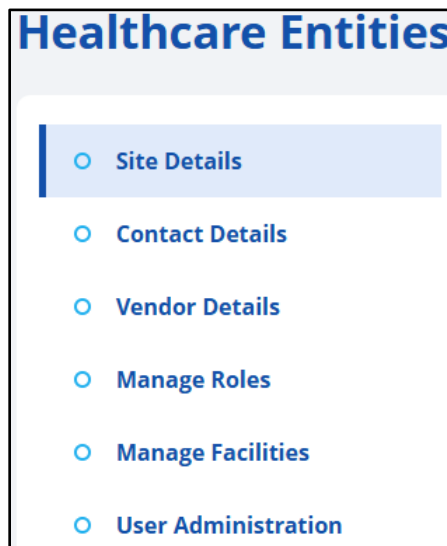 Healthcare Entities
Site Details
Contact Details
Vendor Details
Manage Roles
Manage Facilities
User Administration